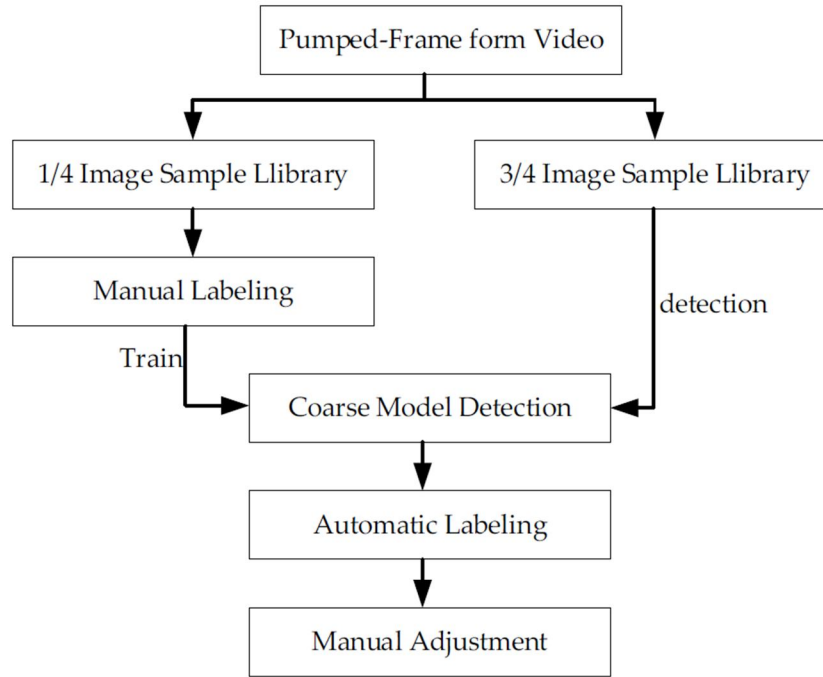 Pumped-Frame form Video
1/4 Image Sample Llibrary
3/4 Image Sample Llibrary
Manual Labeling
detection
Train
Coarse Model Detection
Automatic Labeling
Manual Adjustment